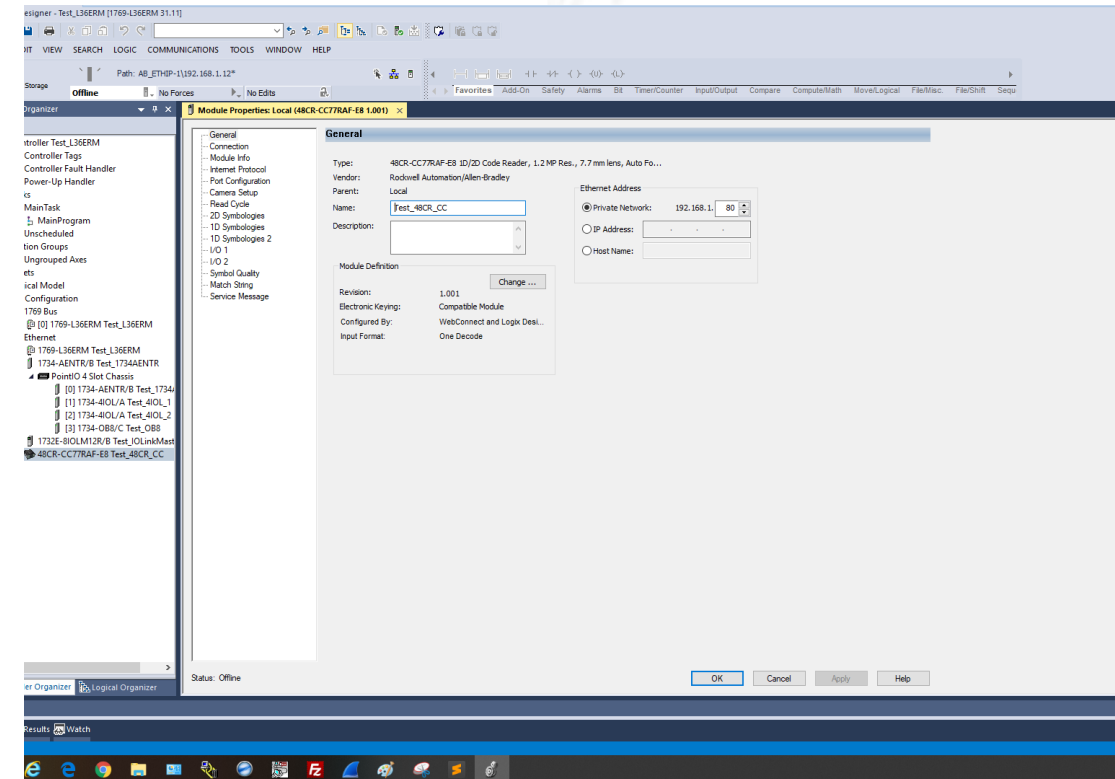 esigner - Test_L36ERM [1769-L36ERM 31.11]
IT VIEW SEARCH LOGIC COMMUNICATIONS TOOLS WINDOW HELP
Path: AB_ETHIP-1\192.168.1.12*
Storage
Offline No Forces No Edits
Favorites Add-On Safety Alarms Bit Timer/Counter Input/Output Compare Compute/Math Move/Logical File/Misc. File/Shift Sequ
Organizer
Module Properties: Local (48CR-CC77RAF-E8 1.001) ×
ntroller Test_L36ERM
Controller Tags
Controller Fault Handler
Power-Up Handler
ks
MainTask
MainProgram
Unscheduled
tion Groups
Ungrouped Axes
ets
ical Model
Configuration
1769 Bus
[0] 1769-L36ERM Test_L36ERM
Ethernet
1769-L36ERM Test_L36ERM
1734-AENTR/B Test_1734AENTR
PointIO 4 Slot Chassis
[0] 1734-AENTR/B Test_1734A
[1] 1734-4IOL/A Test_4IOL_1
[2] 1734-4IOL/A Test_4IOL_2
[3] 1734-OB8/C Test_OB8
1732E-8IOLM12R/B Test_IOLinkMast
48CR-CC77RAF-E8 Test_48CR_CC
General
Connection
Module Info
Internet Protocol
Port Configuration
Camera Setup
Read Cycle
2D Symbologies
1D Symbologies
1D Symbologies 2
I/O 1
I/O 2
Symbol Quality
Match String
Service Message
General
Type: 48CR-CC77RAF-E8 1D/2D Code Reader, 1.2 MP Res., 7.7 mm lens, Auto Fo...
Vendor: Rockwell Automation/Allen-Bradley
Parent: Local
Name: Test_48CR_CC
Description:
Ethernet Address
Private Network: 192.168.1. 80
IP Address: . . .
Host Name:
Module Definition
Change ...
Revision: 1.001
Electronic Keying: Compatible Module
Configured By: WebConnect and Logix Desi...
Input Format: One Decode
Status: Offline
OK Cancel Apply Help
er Organizer Logical Organizer
Results Watch